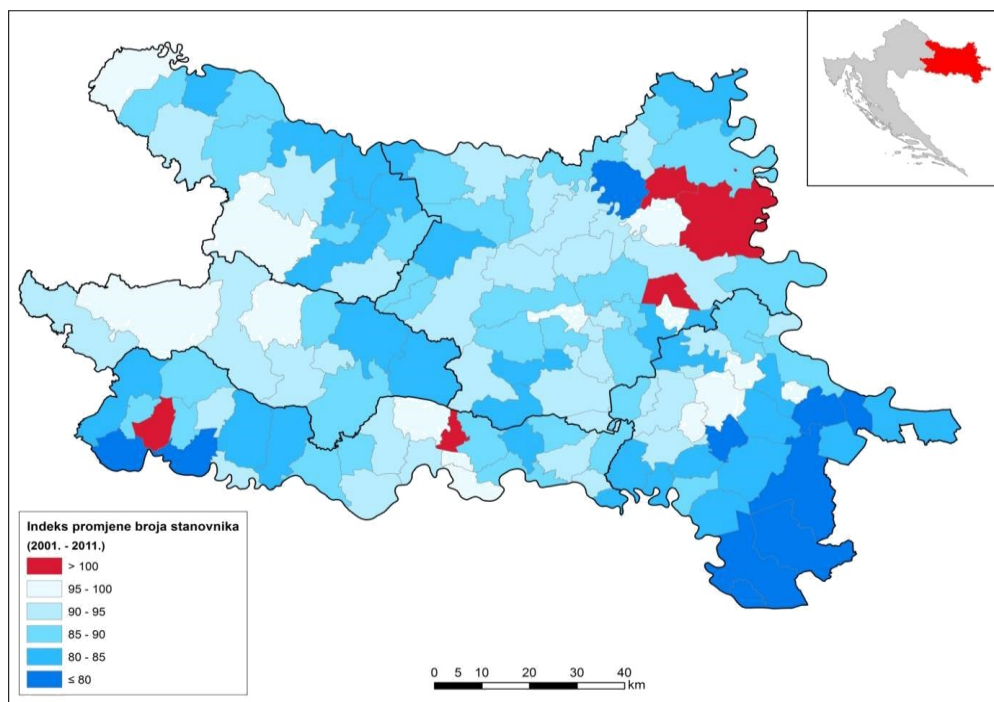 Indeks promjene broja stanovnika
(2001. - 2011.)
> 100
95 - 100
90 - 95
85 - 90
80 - 85
≤ 80
0 5 10 20 30 40
km